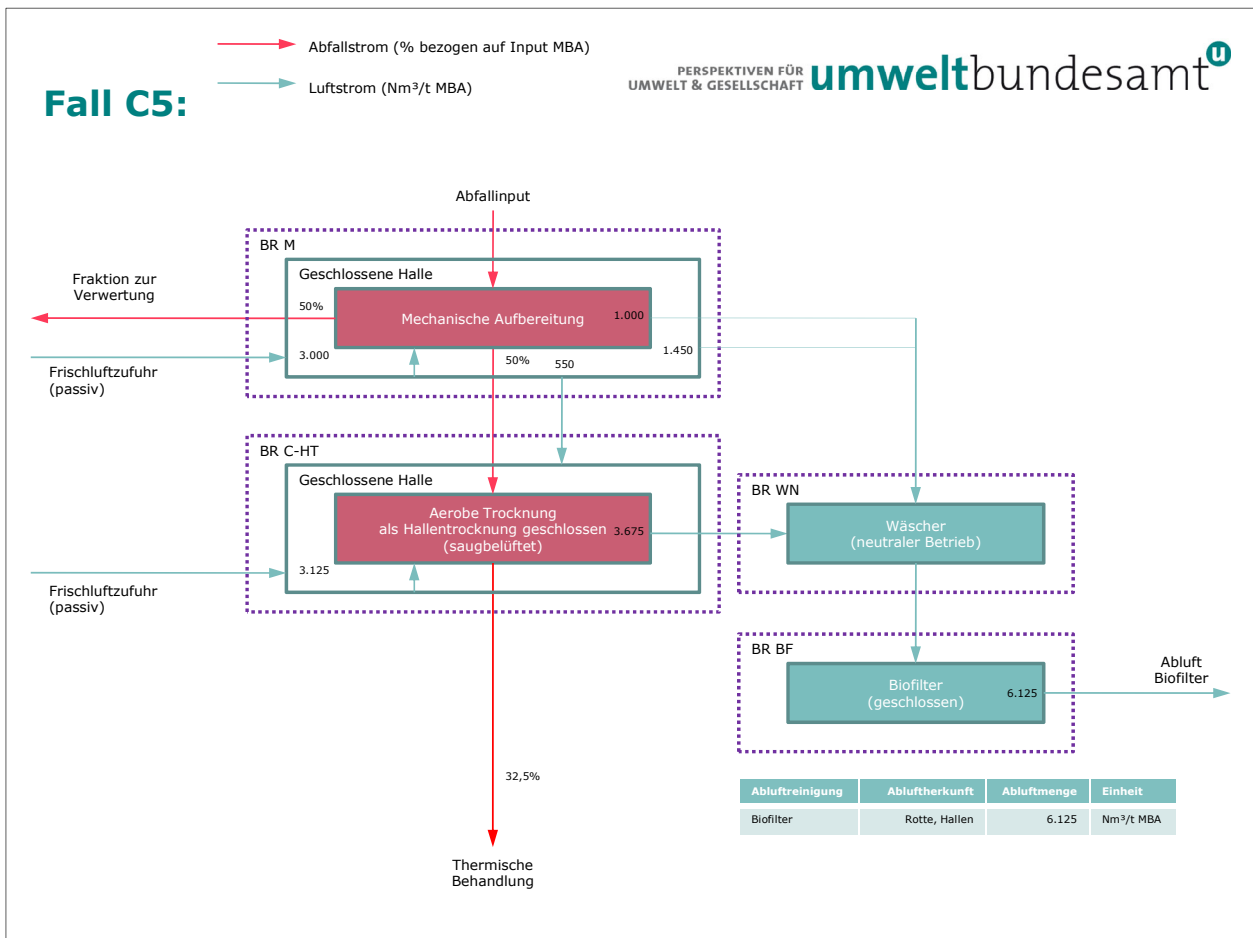 Abfallstrom (% bezogen auf Input MBA)
Luftstrom (Nm³/t MBA)
Fall C5:
PERSPEKTIVEN FÜR
UMWELT & GESELLSCHAFT
umweltbundesamt
u
Abfallinput
BR M
Geschlossene Halle
Fraktion zur
Verwertung
50%
Mechanische Aufbereitung
1.000
3.000
50%
550
1.450
Frischluftzufuhr
(passiv)
BR C-HT
Geschlossene Halle
Aerobe Trocknung
als Hallentrocknung geschlossen
(saugbelüftet)
3.675
3.125
Frischluftzufuhr
(passiv)
BR WN
Wäscher
(neutraler Betrieb)
BR BF
Biofilter
(geschlossen)
6.125
Abluft
Biofilter
32,5%
Thermische
Behandlung
Abluftreinigung Abluftherkunft Abluftmenge Einheit
Biofilter Rotte, Hallen 6.125 Nm³/t MBA